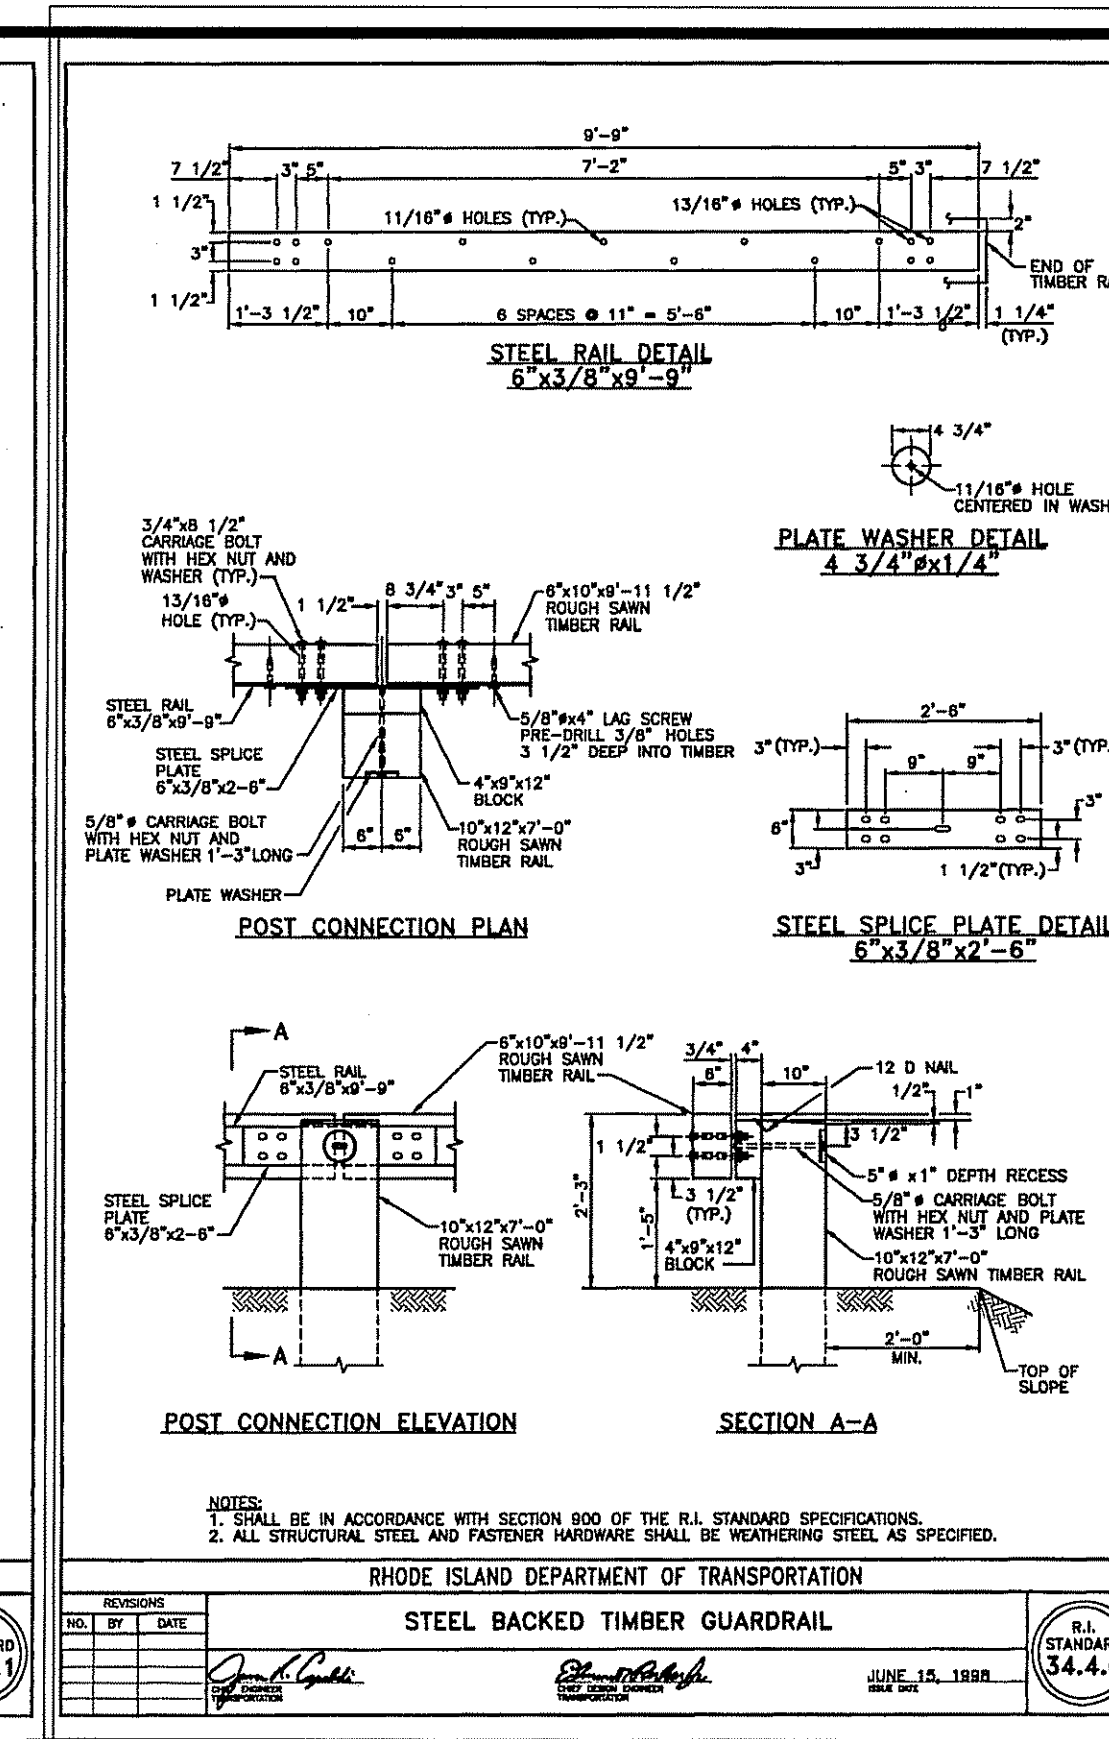 9'-9"
7 1/2" 3" 5" 7'-2" 5" 3" 7 1/2"
1 1/2"
11/16"ø HOLES (TYP.)
13/16"ø HOLES (TYP.)
2"
3"
END OF
TIMBER
1 1/2"
1'-3 1/2" 10" 6 SPACES @ 11" = 5'-6" 10" 1'-3 1/2" 1 1/4"
(TYP.)
STEEL RAIL DETAIL
6"x3/8"x9'-9"
4 3/4"
11/16"ø HOLE
CENTERED IN
PLATE WASHER DETAIL
4 3/4"øx1/4"
3/4"x8 1/2"
CARRIAGE BOLT
WITH HEX NUT AND
WASHER (TYP.)
13/16"ø
HOLE (TYP.)
1 1/2" 8 3/4" 3" 5"
6"x10"x9'-11 1/2"
ROUGH SAWN
TIMBER RAIL
STEEL RAIL
6"x3/8"x9'-9"
STEEL SPLICE
PLATE
6"x3/8"x2-6"
5/8"øx4" LAG SCREW
PRE-DRILL 3/8" HOLES
3 1/2" DEEP INTO TIMBER
4"x9"x12"
BLOCK
5/8"ø CARRIAGE BOLT
WITH HEX NUT AND
PLATE WASHER 1'-3"LONG
6" 6"
10"x12"x7'-0"
ROUGH SAWN
TIMBER RAIL
PLATE WASHER
POST CONNECTION PLAN
2'-6"
3"(TYP.)
9" 9"
3"
6"
3"
3"
1 1/2"(TYP.)
STEEL SPLICE PLATE DETAIL
6"x3/8"x2'-6"
A
STEEL RAIL
6"x3/8"x9'-9"
6"x10"x9'-11 1/2"
ROUGH SAWN
TIMBER RAIL
STEEL SPLICE
PLATE
6"x3/8"x2-6"
10"x12"x7'-0"
ROUGH SAWN
TIMBER RAIL
A
POST CONNECTION ELEVATION
3/4" 4"
6" 10"
12 D NAIL
1/2" 1"
1 1/2"
3 1/2"
5"ø x1" DEPTH RECESS
5/8"ø CARRIAGE BOLT
WITH HEX NUT AND PLATE
WASHER 1'-3" LONG
2'-3"
1'-5"
3 1/2"
(TYP.)
4"x9"x12"
BLOCK
10"x12"x7'-0"
ROUGH SAWN TIMBER RAIL
2'-0"
MIN.
TOP OF
SLOPE
SECTION A-A
NOTES:
1. SHALL BE IN ACCORDANCE WITH SECTION 900 OF THE R.I. STANDARD SPECIFICATIONS.
2. ALL STRUCTURAL STEEL AND FASTENER HARDWARE SHALL BE WEATHERING STEEL AS SPECIFIED.
RHODE ISLAND DEPARTMENT OF TRANSPORTATION
REVISIONS
NO. BY DATE
STEEL BACKED TIMBER GUARDRAIL
CHIEF ENGINEER
TRANSPORTATION
CHIEF DESIGN ENGINEER
TRANSPORTATION
JUNE 15, 1998
ISSUE DATE
R.I.
34.4.